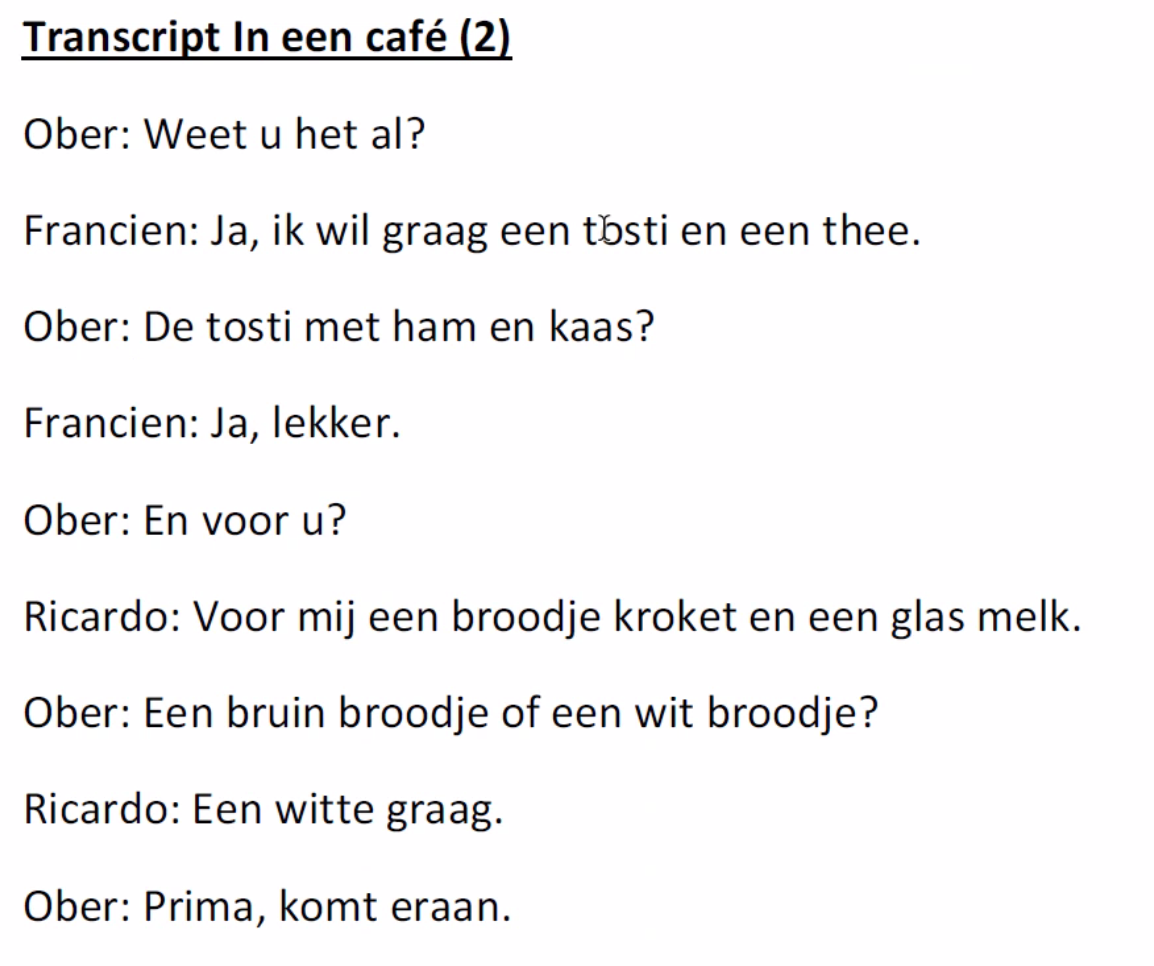 Transcript In een café (2)
Ober: Weet u het al?
Francien: Ja, ik wil graag een tosti en een thee.
Ober: De tosti met ham en kaas?
Francien: Ja, lekker.
Ober: En voor u?
Ricardo: Voor mij een broodje kroket en een glas melk.
Ober: Een bruin broodje of een wit broodje?
Ricardo: Een witte graag.
Ober: Prima, komt eraan.